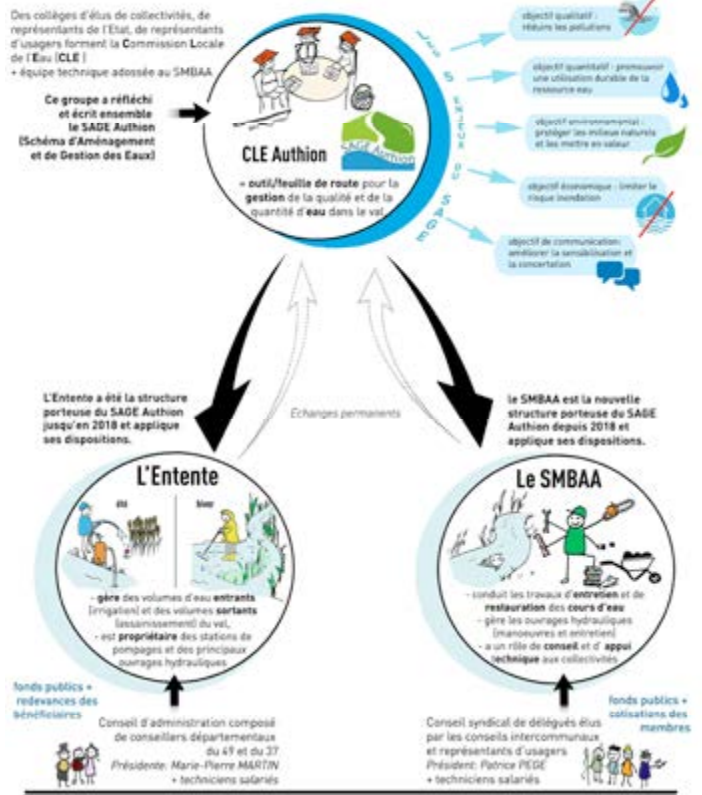 Des collèges d'élus de collectivités, de
représentants de l'Etat, de représentants
d'usagers forment la Commission Locale
de l'Eau (CLE )
+ équipe technique adossée au SMBAA
Ce groupe a réfléchi
et écrit ensemble
le SAGE Authion
(Schéma d'Aménagement
et de Gestion des Eaux)
SAGE Authion
CLE Authion
= outil/feuille de route pour la
gestion de la qualité et de la
quantité d'eau dans le val
LES 5 ENJEUX DU SAGE
objectif qualitatif :
réduire les pollutions
objectif quantitatif : promouvoir
une utilisation durable de la
ressource eau
objectif environnemental :
protéger les milieux naturels
et les mettre en valeur
objectif économique : limiter le
risque inondation
objectif de communication:
améliorer la sensibilisation et
la concertation
L'Entente a été la structure
porteuse du SAGE Authion
jusqu'en 2018 et applique
ses dispositions.
Échanges permanents
le SMBAA est la nouvelle
structure porteuse du SAGE
Authion depuis 2018 et
applique ses dispositions.
L'Entente
été
hiver
- gère des volumes d'eau entrants
(irrigation) et des volumes sortants
(assainissement) du val,
- est propriétaire des stations de
pompages et des principaux
ouvrages hydrauliques
Le SMBAA
- conduit les travaux d'entretien et de
restauration des cours d'eau
- gère les ouvrages hydrauliques
(manoeuvres et entretien)
- a un rôle de conseil et d' appui
technique aux collectivités
fonds publics +
redevances des
bénéficiaires
Conseil d'administration composé
de conseillers départementaux
du 49 et du 37
Présidente: Marie-Pierre MARTIN
+ techniciens salariés
Conseil syndical de délégués élus
par les conseils intercommunaux
et représentants d'usagers
Président: Patrice PEGE
+ techniciens salariés
fonds publics +
cotisations des
membres